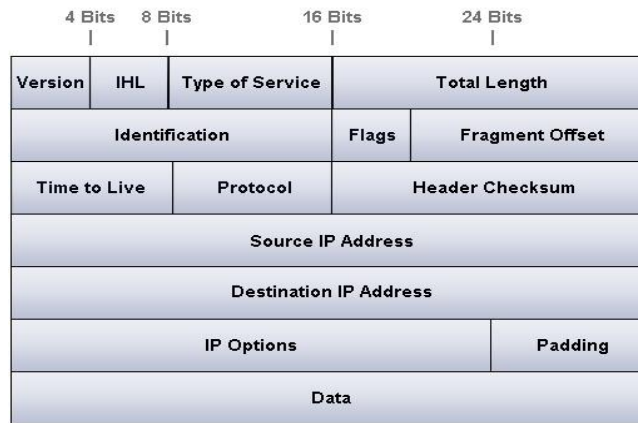 4 Bits 8 Bits 16 Bits 24 Bits
Version IHL Type of Service Total Length
Identification Flags Fragment Offset
Time to Live Protocol Header Checksum
Source IP Address
Destination IP Address
IP Options Padding
Data